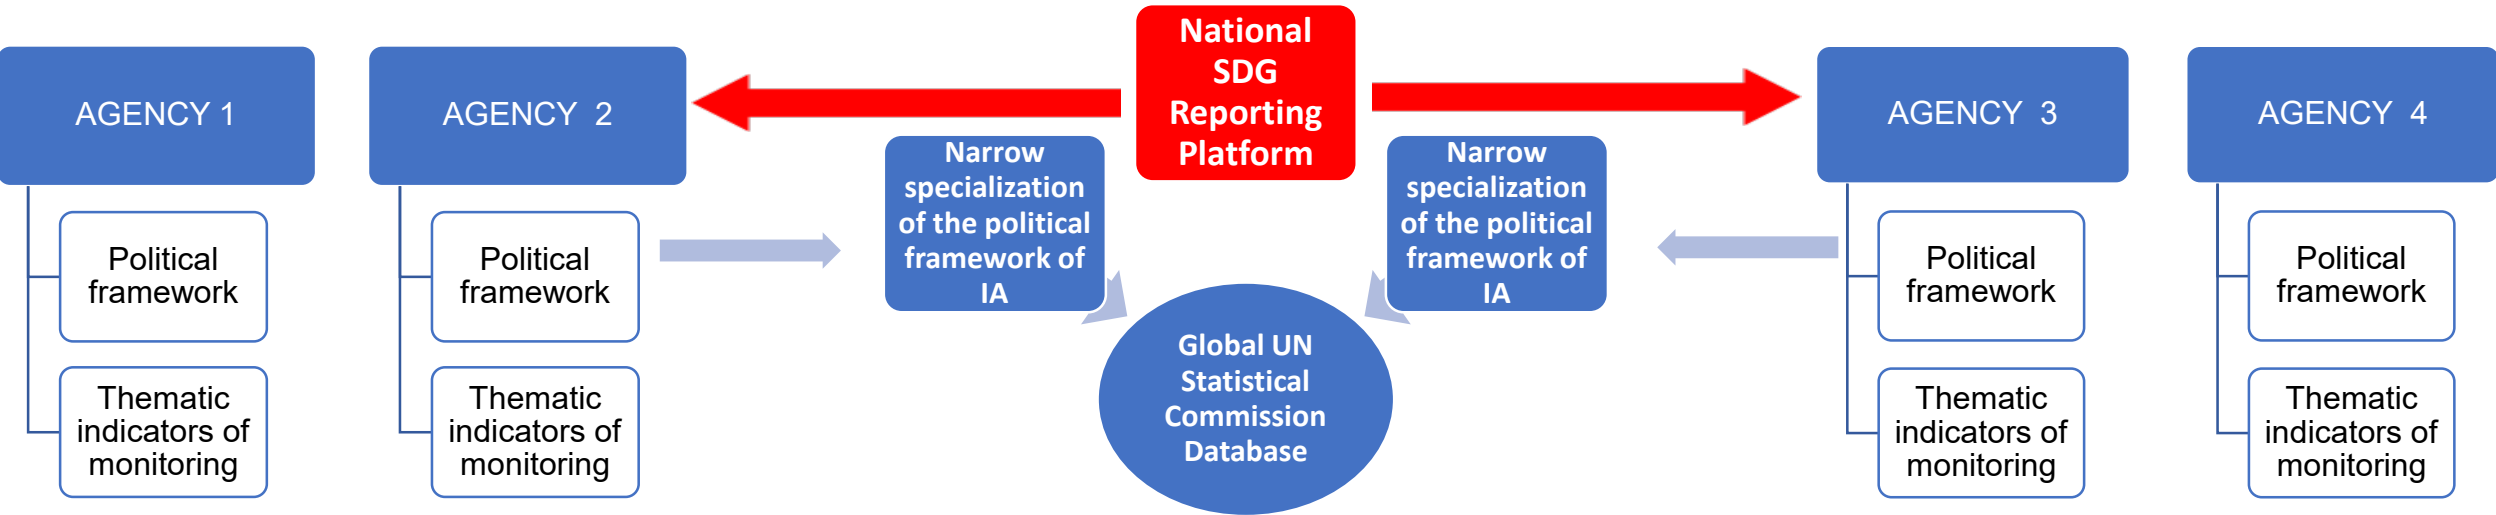 National
SDG
Reporting
Platform
AGENCY 1
AGENCY 2
AGENCY 3
AGENCY 4
Narrow
specialization
of the political
framework of
IA
Narrow
specialization
of the political
framework of
IA
Political
framework
Political
framework
Political
framework
Political
framework
Global UN
Statistical
Commission
Database
Thematic
indicators of
monitoring
Thematic
indicators of
monitoring
Thematic
indicators of
monitoring
Thematic
indicators of
monitoring